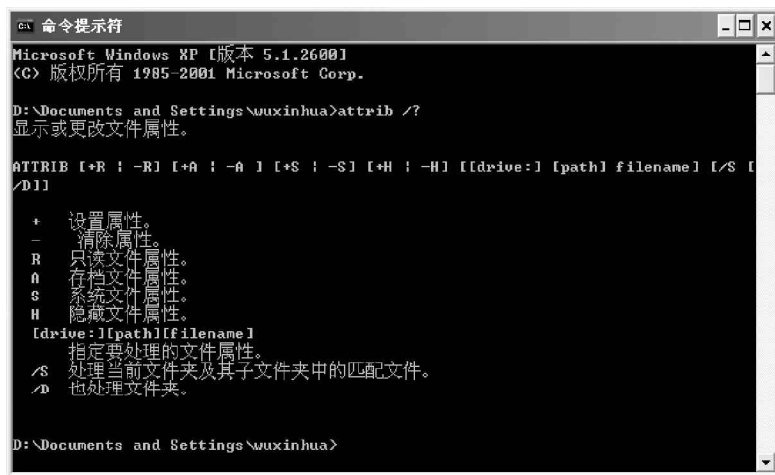 命令提示符
Microsoft Windows XP [版本 5.1.2600]
(C) 版权所有 1985-2001 Microsoft Corp.
D:\Documents and Settings\wuxinhua>attrib /?
显示或更改文件属性。
ATTRIB [+R | -R] [+A | -A ] [+S | -S] [+H | -H] [[drive:] [path] filename] [/S [
/D]]
+ 设置属性。
- 清除属性。
R 只读文件属性。
A 存档文件属性。
S 系统文件属性。
H 隐藏文件属性。
[drive:][path][filename]
指定要处理的文件属性。
/S 处理当前文件夹及其子文件夹中的匹配文件。
/D 也处理文件夹。
D:\Documents and Settings\wuxinhua>